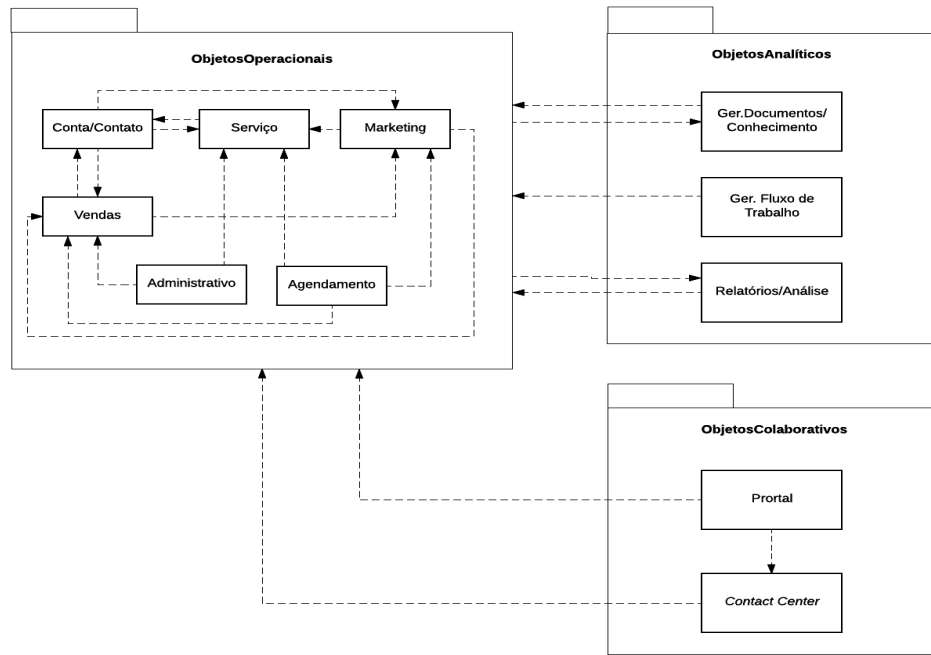 ObjetosOperacionais
Conta/Contato
Serviço
Marketing
Vendas
Administrativo
Agendamento
ObjetosAnalíticos
Ger.Documentos/
Conhecimento
Ger. Fluxo de
Trabalho
Relatórios/Análise
ObjetosColaborativos
Prortal
Contact Center